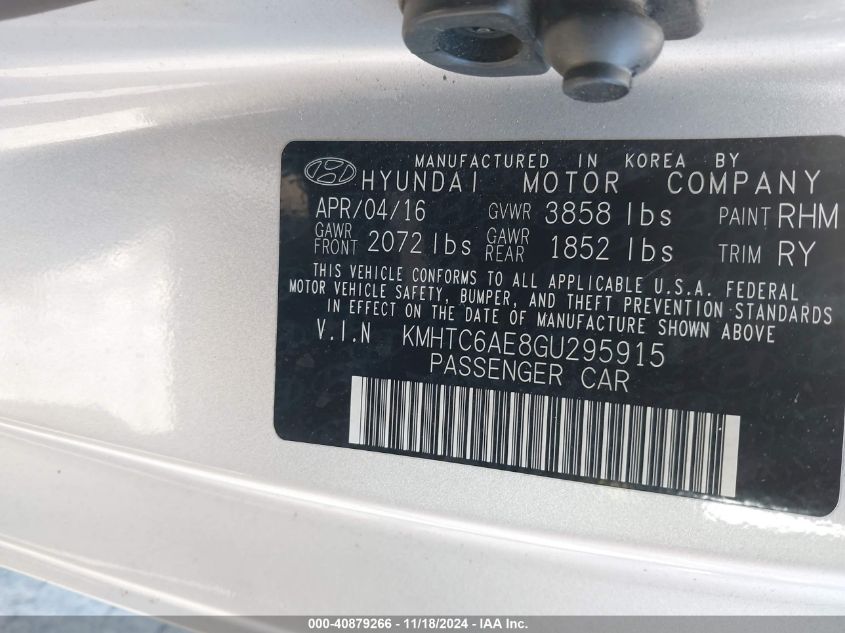 MANUFACTURED IN KOREA BY
HYUNDAI MOTOR COMPANY
APR/04/16 GVWR 3858 lbs PAINT RHM
GAWR FRONT 2072 lbs GAWR REAR 1852 lbs TRIM RY
THIS VEHICLE CONFORMS TO ALL APPLICABLE U.S.A. FEDERAL
MOTOR VEHICLE SAFETY, BUMPER, AND THEFT PREVENTION STANDARDS
IN EFFECT ON THE DATE OF MANUFACTURE SHOWN ABOVE
V.I.N KMHTC6AE8GU295915
PASSENGER CAR
000-40879266 - 11/18/2024 - IAA Inc.